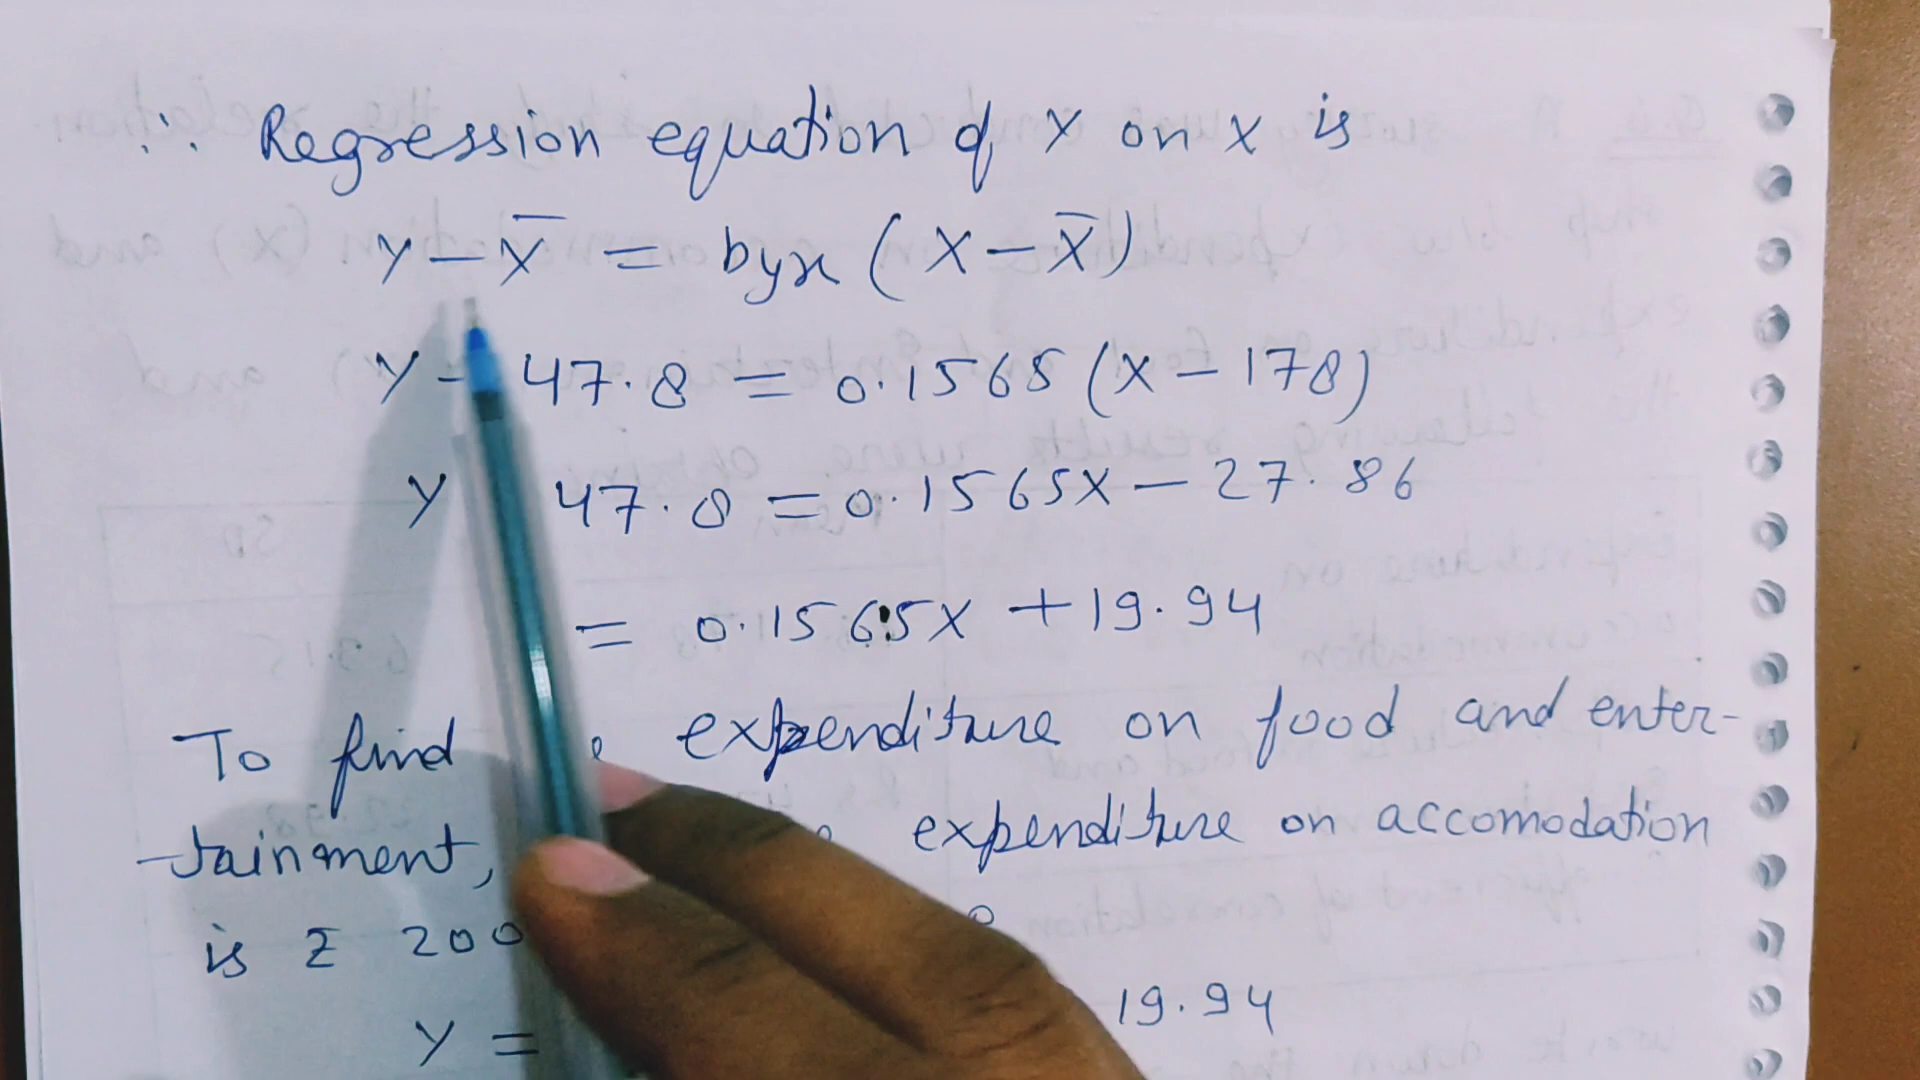 ∴ Regression equation of Y on X is
Y - Y̅ = byx (X - X̅)
Y - 47.8 = 0.1565 (X - 178)
Y 47.8 = 0.1565X - 27.86
= 0.1565X + 19.94
To find expenditure on food and enter-
-tainment, expenditure on accomodation
is ₹ 200
Y = 19.94